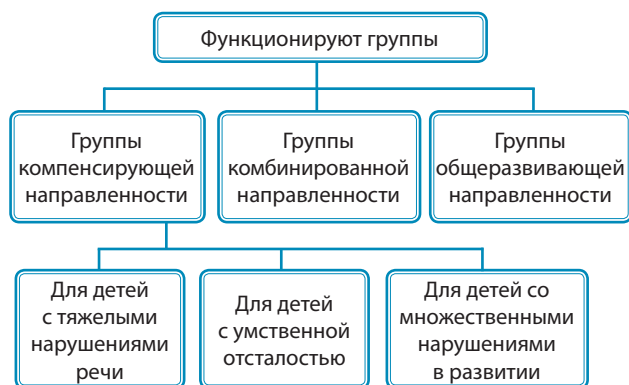 Функционируют группы
Группы
компенсирующей
направленности
Группы
комбинированной
направленности
Группы
общеразвивающей
направленности
Для детей
с тяжелыми
нарушениями
речи
Для детей
с умственной
отсталостью
Для детей со
множественными
нарушениями
в развитии